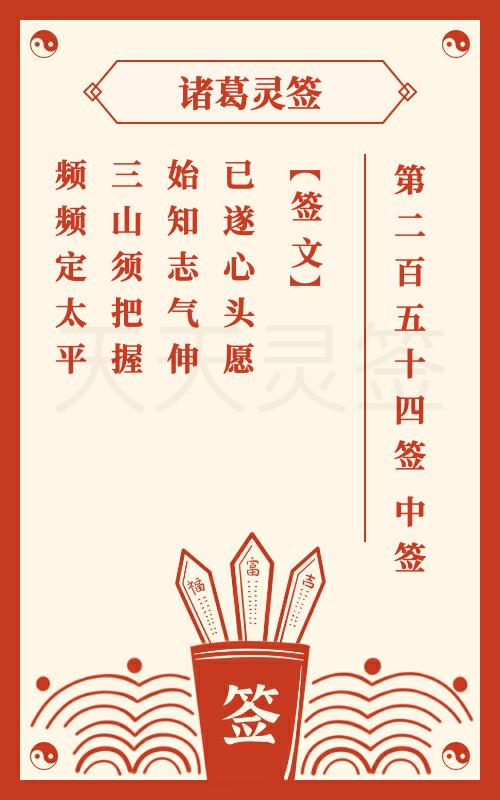 诸葛灵签
第二百五十四签 中签
【签文】
已遂心头愿
始知志气伸
三山须把握
频频定太平
天天灵签
福
富
吉
签